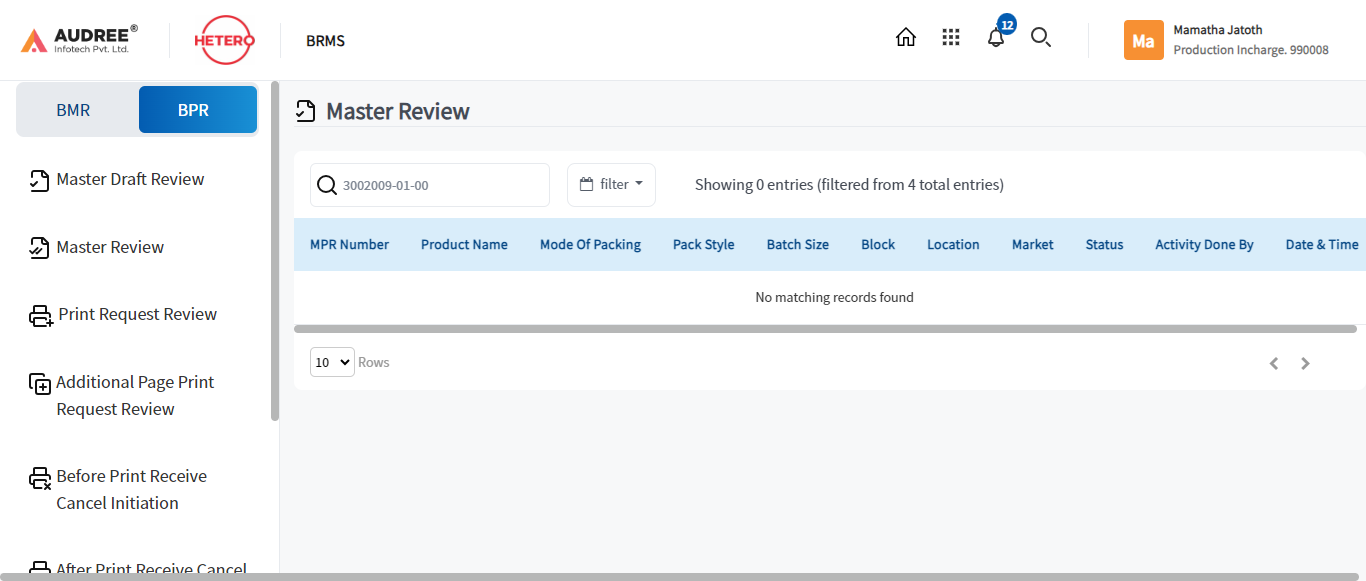 AUDREE®
Infotech Pvt. Ltd.
HETERO
BRMS
12
Ma
Mamatha Jatoth
Production Incharge. 990008
BMR
BPR
Master Draft Review
Master Review
Print Request Review
Additional Page Print
Request Review
Before Print Receive
Cancel Initiation
After Print Receive Cancel
Master Review
3002009-01-00
filter
Showing 0 entries (filtered from 4 total entries)
MPR Number Product Name Mode Of Packing Pack Style Batch Size Block Location Market Status Activity Done By Date & Time
No matching records found
10 Rows